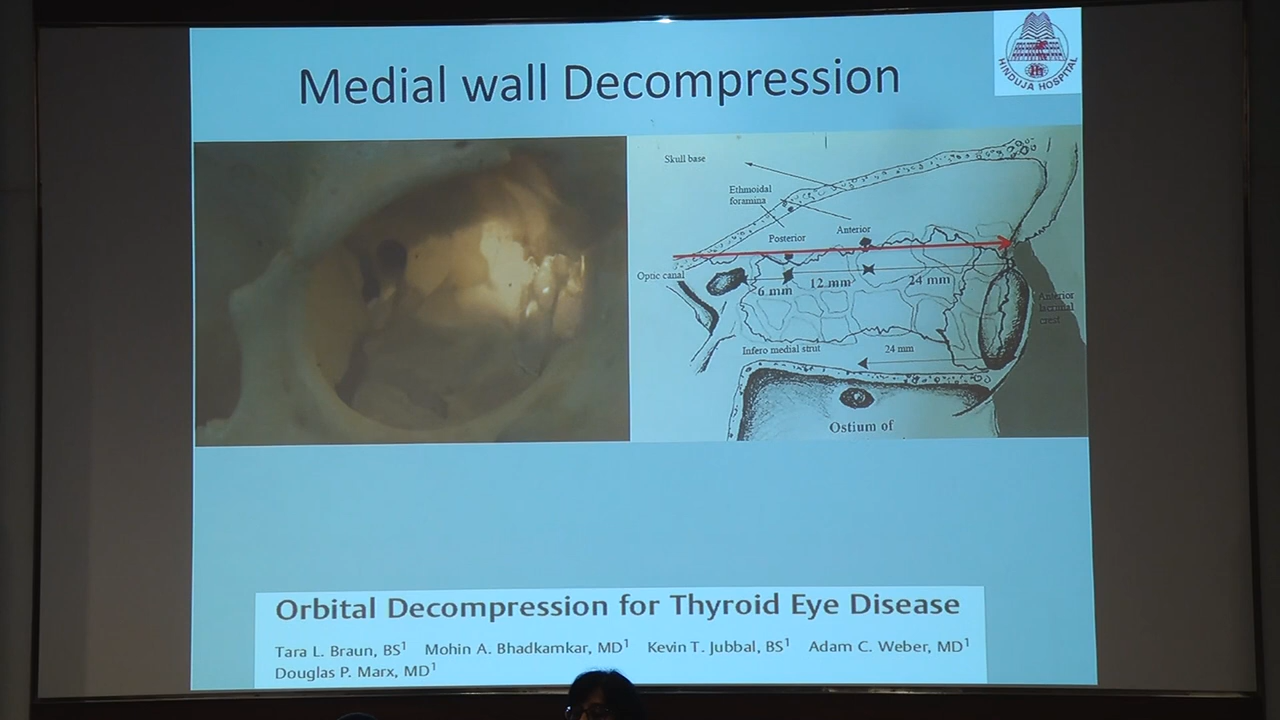 Medial wall Decompression
HINDUJA HOSPITAL
Skull base
Ethmoidal
foramina
Posterior
Anterior
Optic canal
6 mm
12 mm
24 mm
Anterior
lacrimal
crest
Infero medial strut
24 mm
Ostium of
Orbital Decompression for Thyroid Eye Disease
Tara L. Braun, BS¹ Mohin A. Bhadkamkar, MD¹ Kevin T. Jubbal, BS¹ Adam C. Weber, MD¹
Douglas P. Marx, MD¹